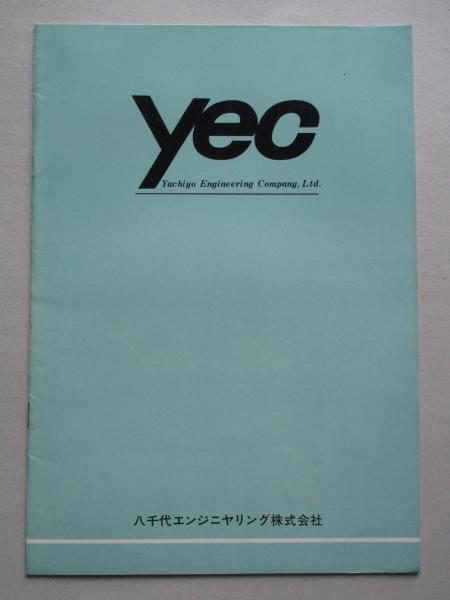 yec
Yachiyo Engineering Company, Ltd.
八千代エンジニヤリング株式会社